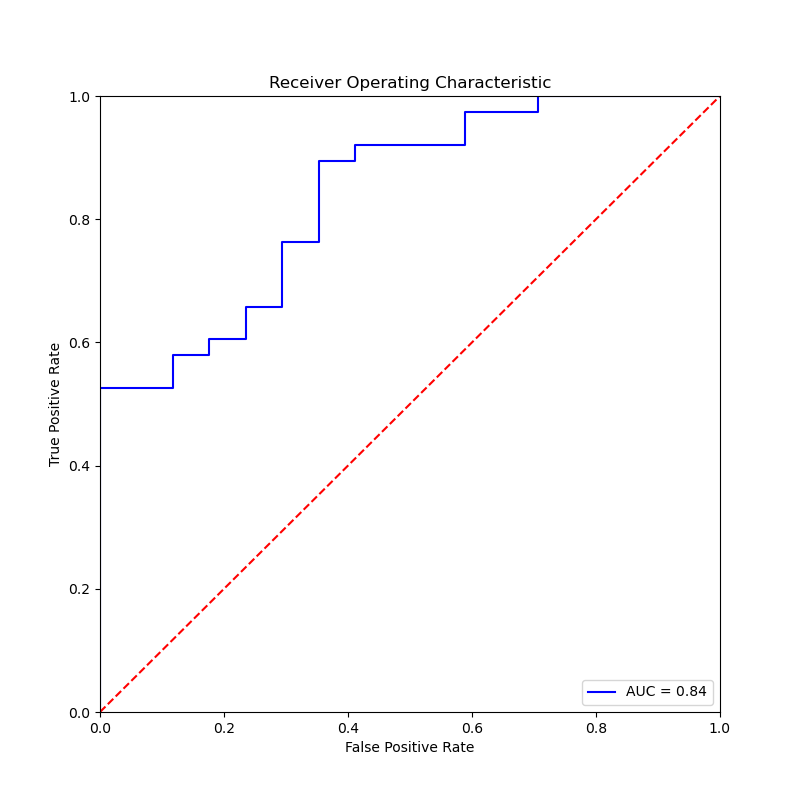 Receiver Operating Characteristic
1.0
0.8
0.6
0.4
0.2
0.0
True Positive Rate
AUC = 0.84
0.0 0.2 0.4 0.6 0.8 1.0
False Positive Rate